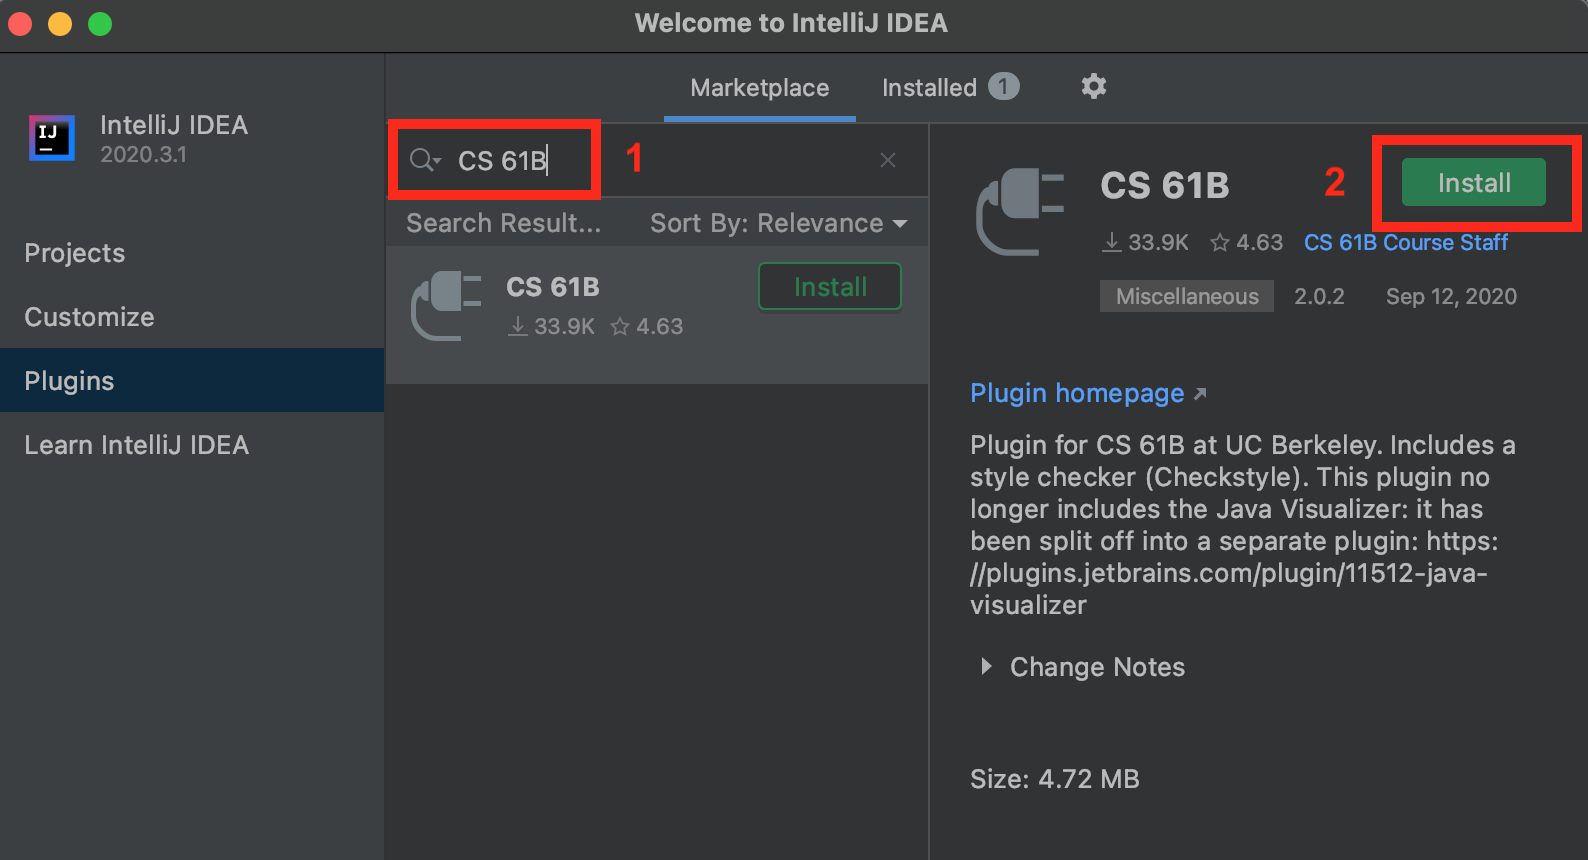 Welcome to IntelliJ IDEA
IJ
IntelliJ IDEA
2020.3.1
Projects
Customize
Plugins
Learn IntelliJ IDEA
Marketplace
Installed 1
CS 61B
1
Search Result... Sort By: Relevance
CS 61B
Install
33.9K 4.63
CS 61B
2
Install
33.9K 4.63 CS 61B Course Staff
Miscellaneous 2.0.2 Sep 12, 2020
Plugin homepage
Plugin for CS 61B at UC Berkeley. Includes a
style checker (Checkstyle). This plugin no
longer includes the Java Visualizer: it has
been split off into a separate plugin: https:
//plugins.jetbrains.com/plugin/11512-java-
visualizer
Change Notes
Size: 4.72 MB